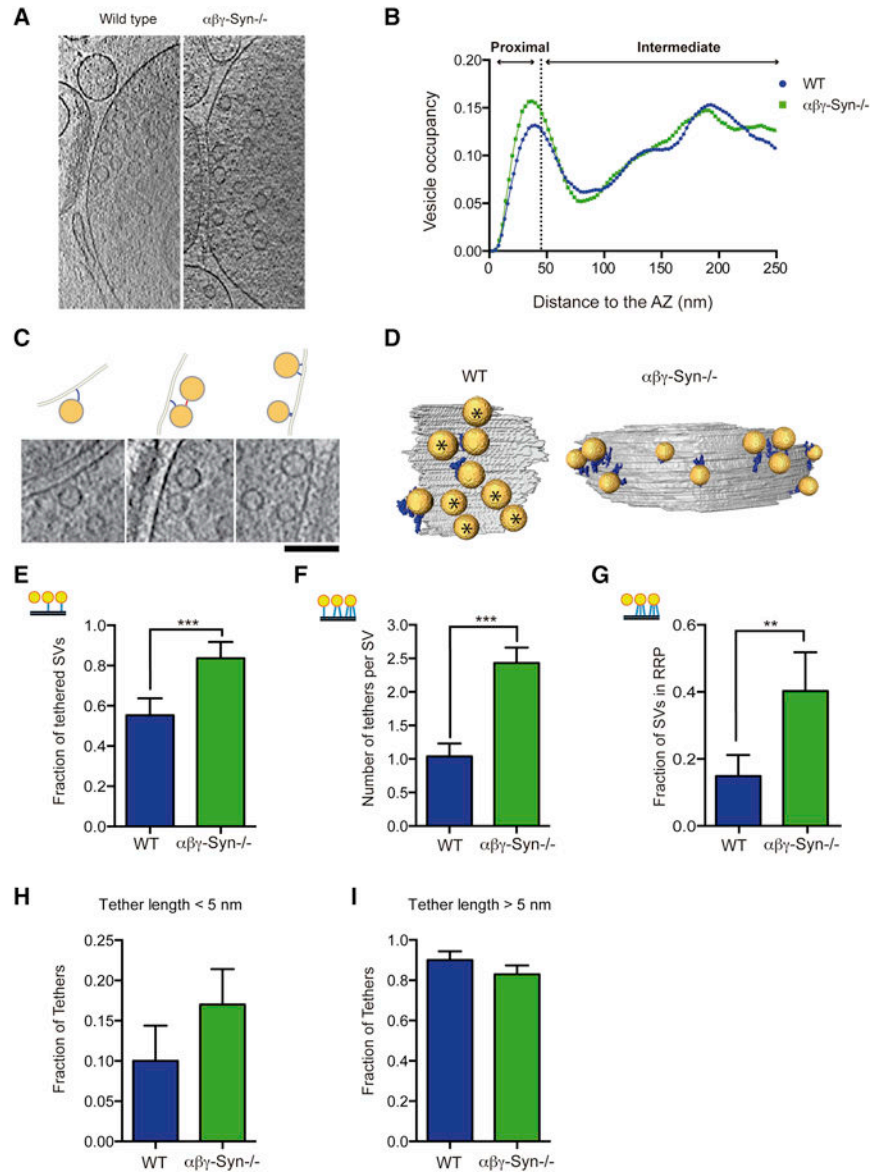 A
Wild type
αβγ-Syn-/-
B
Proximal
Intermediate
WT
αβγ-Syn-/-
Vesicle occupancy
0.20
0.15
0.10
0.05
0.00
0
50
100
150
200
250
Distance to the AZ (nm)
C
D
WT
αβγ-Syn-/-
* * * * * *
E
***
Fraction of tethered SVs
1.0
0.8
0.6
0.4
0.2
0.0
WT
αβγ-Syn-/-
F
***
Number of tethers per SV
3.0
2.5
2.0
1.5
1.0
0.5
0.0
WT
αβγ-Syn-/-
G
**
Fraction of SVs in RRP
0.6
0.4
0.2
0.0
WT
αβγ-Syn-/-
H
Tether length < 5 nm
Fraction of Tethers
0.25
0.20
0.15
0.10
0.05
0.00
WT
αβγ-Syn-/-
I
Tether length > 5 nm
Fraction of Tethers
1.0
0.8
0.6
0.4
0.2
0.0
WT
αβγ-Syn-/-